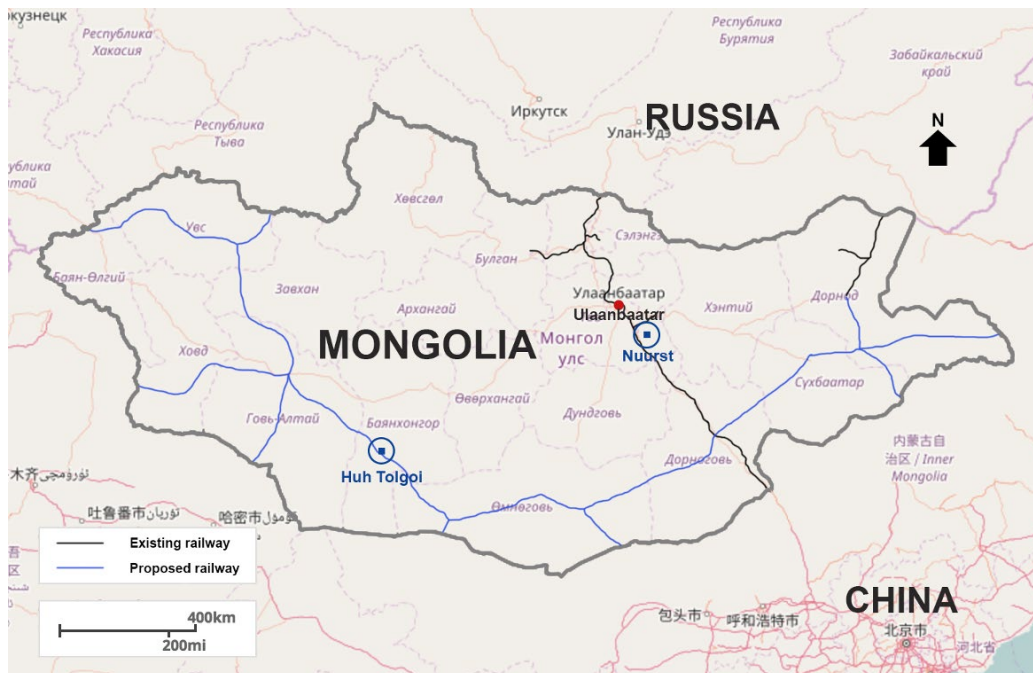 Республика
Бурятия
Республика
Хакасия
Забайкальский
край
Иркутск
RUSSIA
Улан-Удэ
N
Республика
Тыва
Хөвсгөл
Увс
Сэлэнгэ
Булган
Баян-Өлгий
Завхан
Архангай
Улаанбаатар
Ulaanbaatar
Хэнтий
Дорнод
MONGOLIA
Монгол
улс
Nuurst
Ховд
Өвөрхангай
Сүхбаатар
Говь-Алтай
Баянхонгор
Дундговь
Huh Tolgoi
Дорноговь
内蒙古自
治区 / Inner
Mongolia
Өмнөговь
吐鲁番市
哈密市
Existing railway
Proposed railway
CHINA
400km
200mi
包头市
呼和浩特市
北京市
河北省